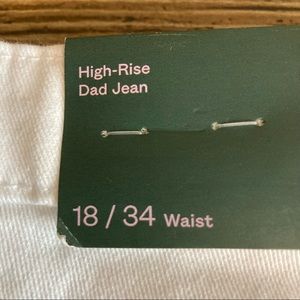 High-Rise
Dad Jean
18 / 34 Waist